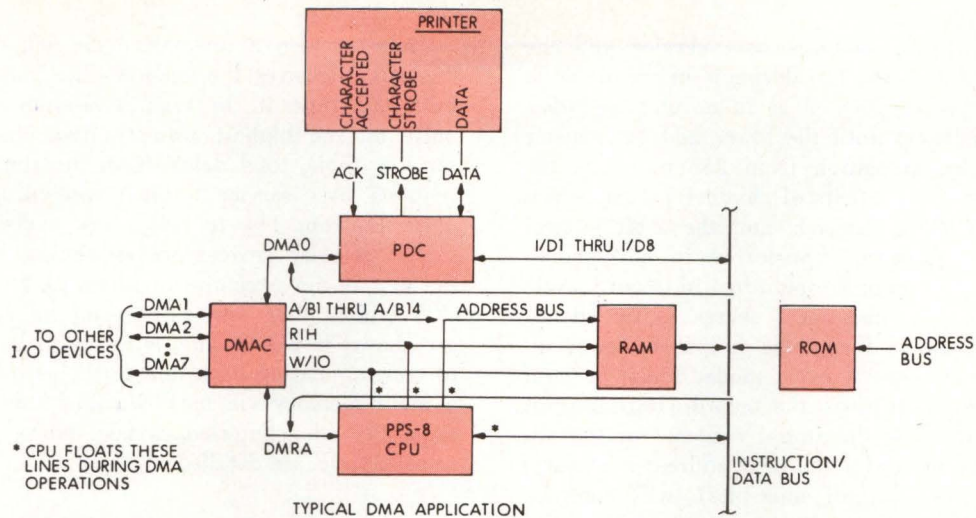 PRINTER
CHARACTER
ACCEPTED
CHARACTER
STROBE
DATA
ACK
STROBE
DATA
DMA0
PDC
I/D1 THRU I/D8
DMA1
DMA2
DMA7
TO OTHER
I/O DEVICES
DMAC
A/B1 THRU A/B14
ADDRESS BUS
RIH
W/IO
RAM
ROM
ADDRESS
BUS
*
*
*
DMRA
PPS-8
CPU
*
* CPU FLOATS THESE
LINES DURING DMA
OPERATIONS
INSTRUCTION/
DATA BUS
TYPICAL DMA APPLICATION